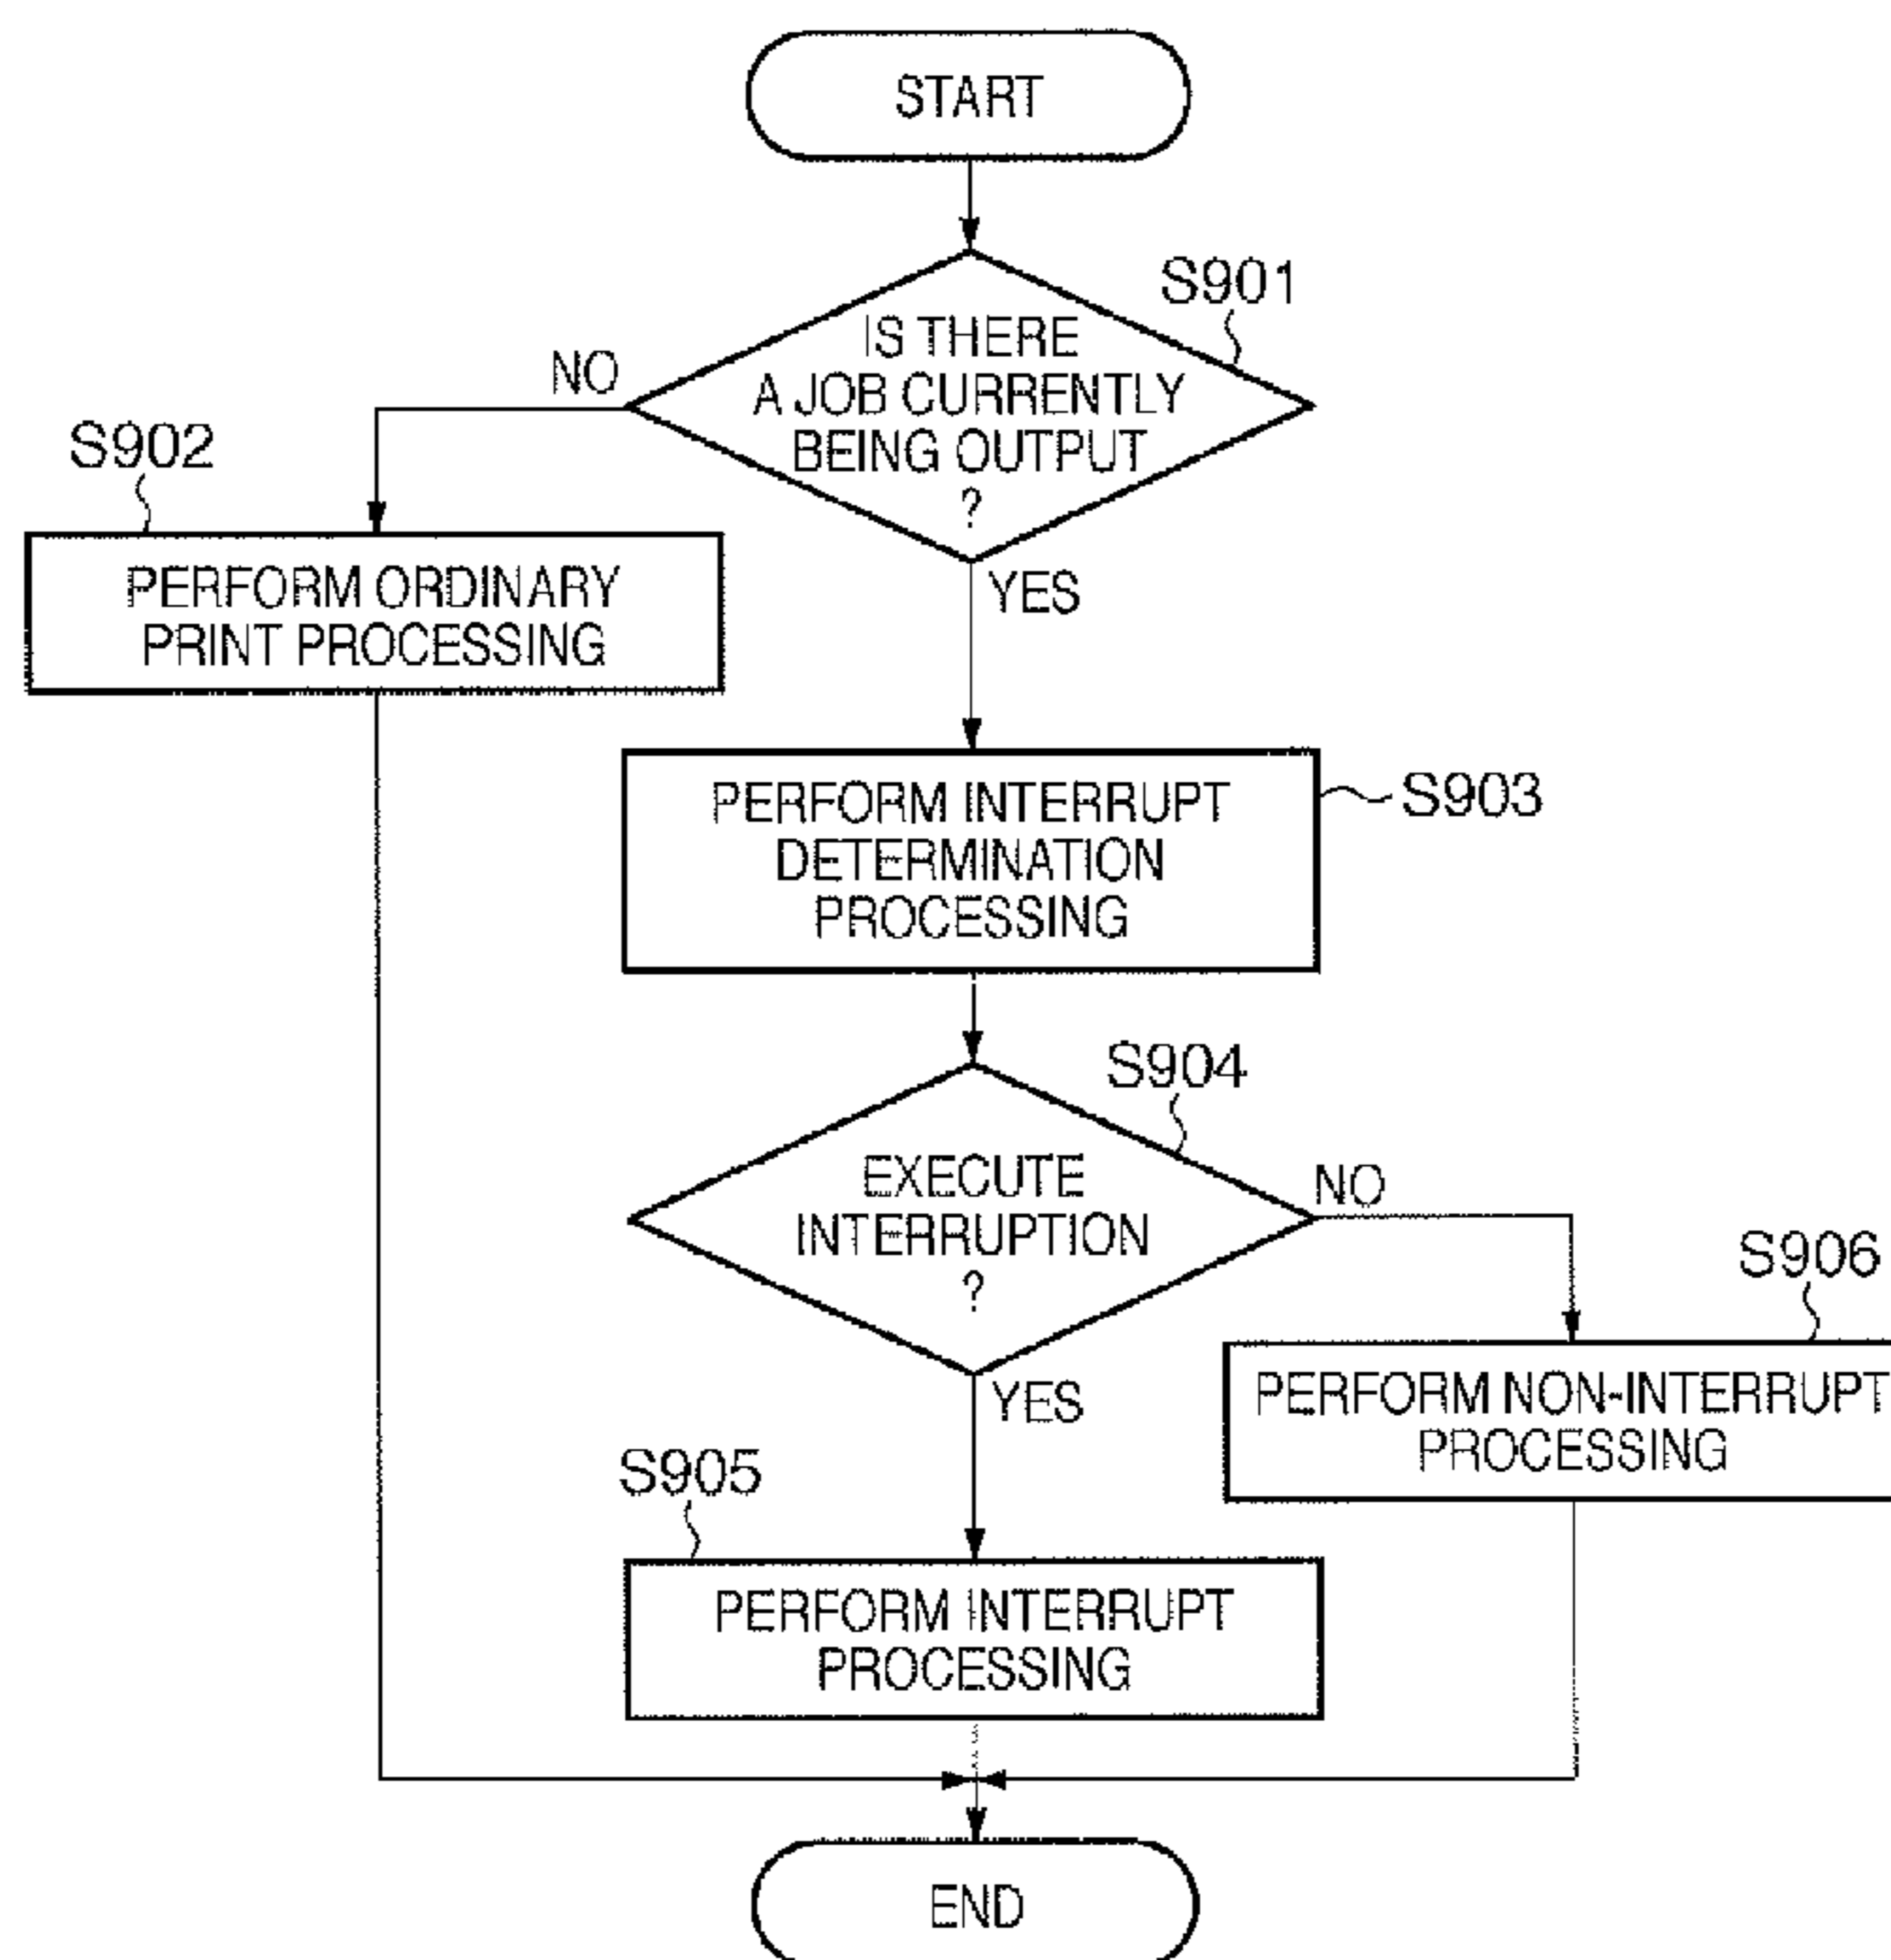 START
S901
IS THERE
A JOB CURRENTLY
BEING OUTPUT
?
NO
YES
S902
PERFORM ORDINARY
PRINT PROCESSING
PERFORM INTERRUPT
DETERMINATION
PROCESSING
S903
S904
EXECUTE
INTERRUPTION
?
NO
YES
S906
PERFORM NON-INTERRUPT
PROCESSING
S905
PERFORM INTERRUPT
PROCESSING
END